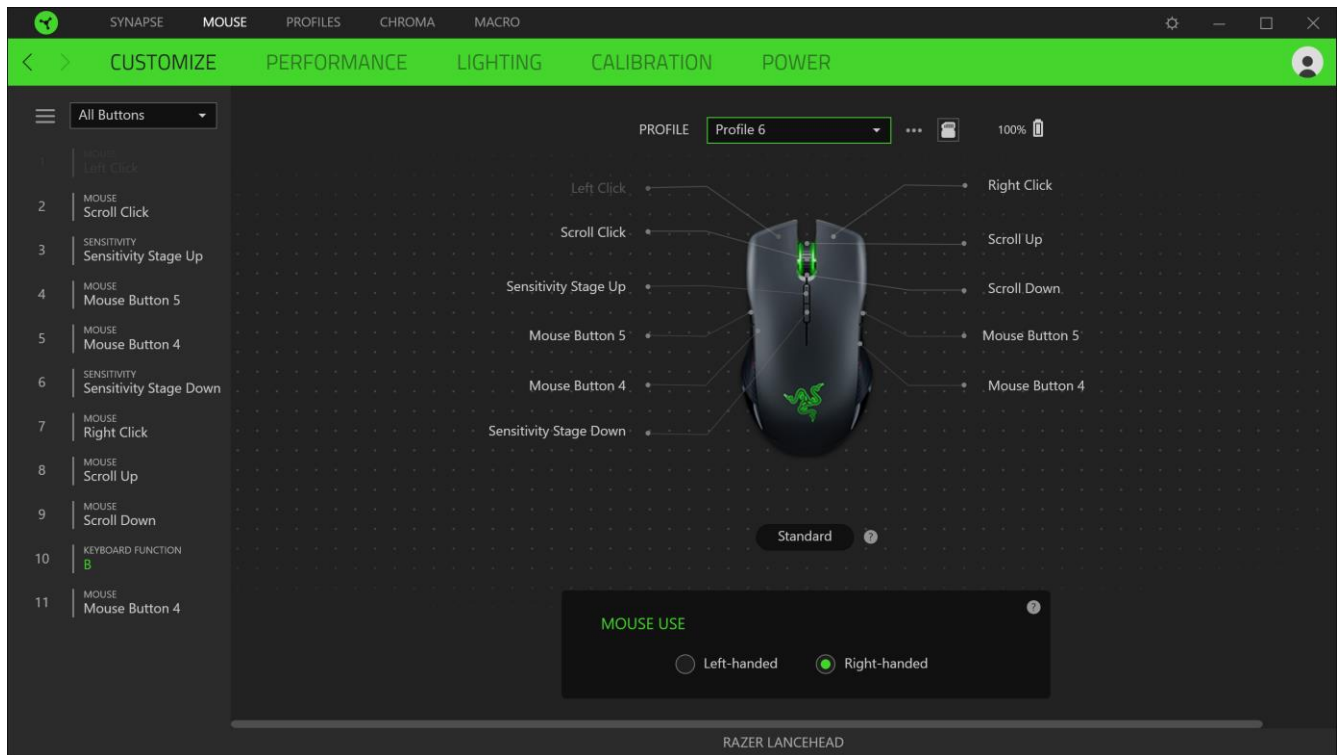 SYNAPSE MOUSE PROFILES CHROMA MACRO
CUSTOMIZE PERFORMANCE LIGHTING CALIBRATION POWER
All Buttons
PROFILE Profile 6 ... 100%
1 MOUSE
Left Click
2 MOUSE
Scroll Click
3 SENSITIVITY
Sensitivity Stage Up
4 MOUSE
Mouse Button 5
5 MOUSE
Mouse Button 4
6 SENSITIVITY
Sensitivity Stage Down
7 MOUSE
Right Click
8 MOUSE
Scroll Up
9 MOUSE
Scroll Down
10 KEYBOARD FUNCTION
B
11 MOUSE
Mouse Button 4
Left Click
Scroll Click
Sensitivity Stage Up
Mouse Button 5
Mouse Button 4
Sensitivity Stage Down
Right Click
Scroll Up
Scroll Down
Mouse Button 5
Mouse Button 4
Standard ?
MOUSE USE ?
Left-handed Right-handed
RAZER LANCEHEAD